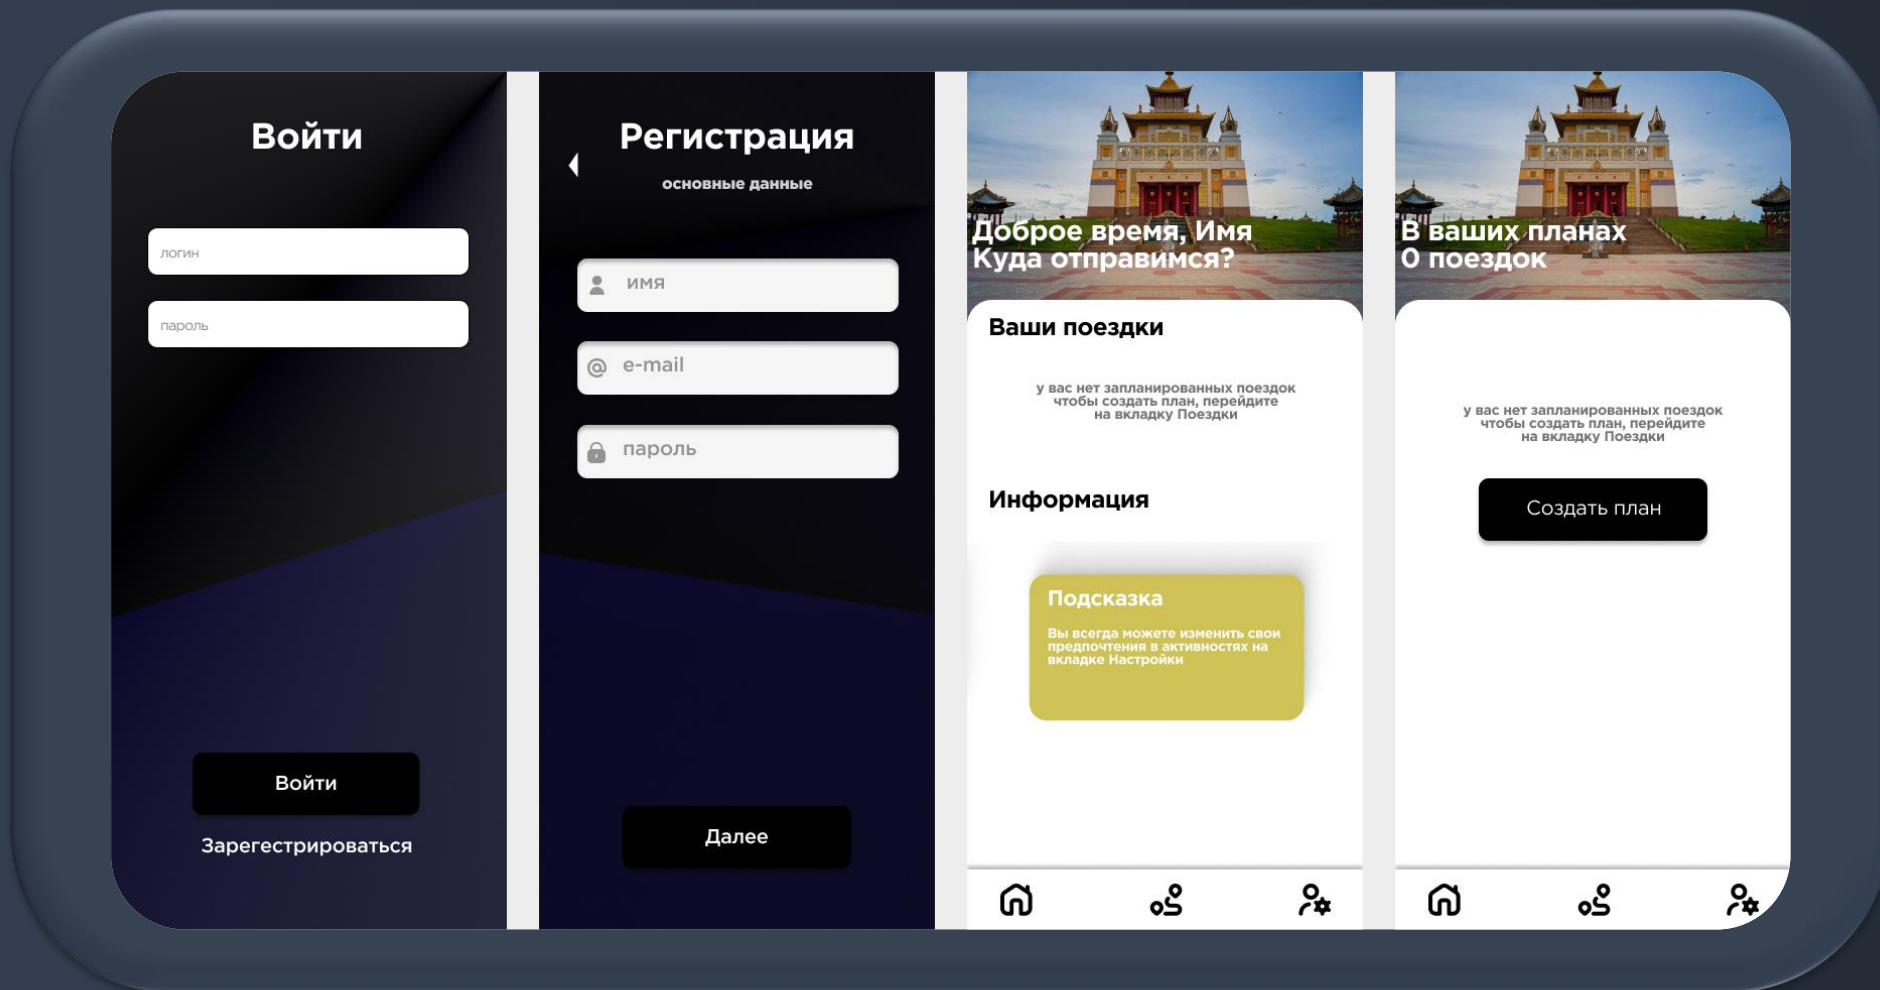 Войти
логин
пароль
Войти
Зарегестрироваться
Регистрация
основные данные
имя
e-mail
пароль
Далее
Доброе время, Имя
Куда отправимся?
Ваши поездки
у вас нет запланированных поездок
чтобы создать план, перейдите
на вкладку Поездки
Информация
Подсказка
Вы всегда можете изменить свои
предпочтения в активностях на
вкладке Настройки
В ваших планах
0 поездок
у вас нет запланированных поездок
чтобы создать план, перейдите
на вкладку Поездки
Создать план